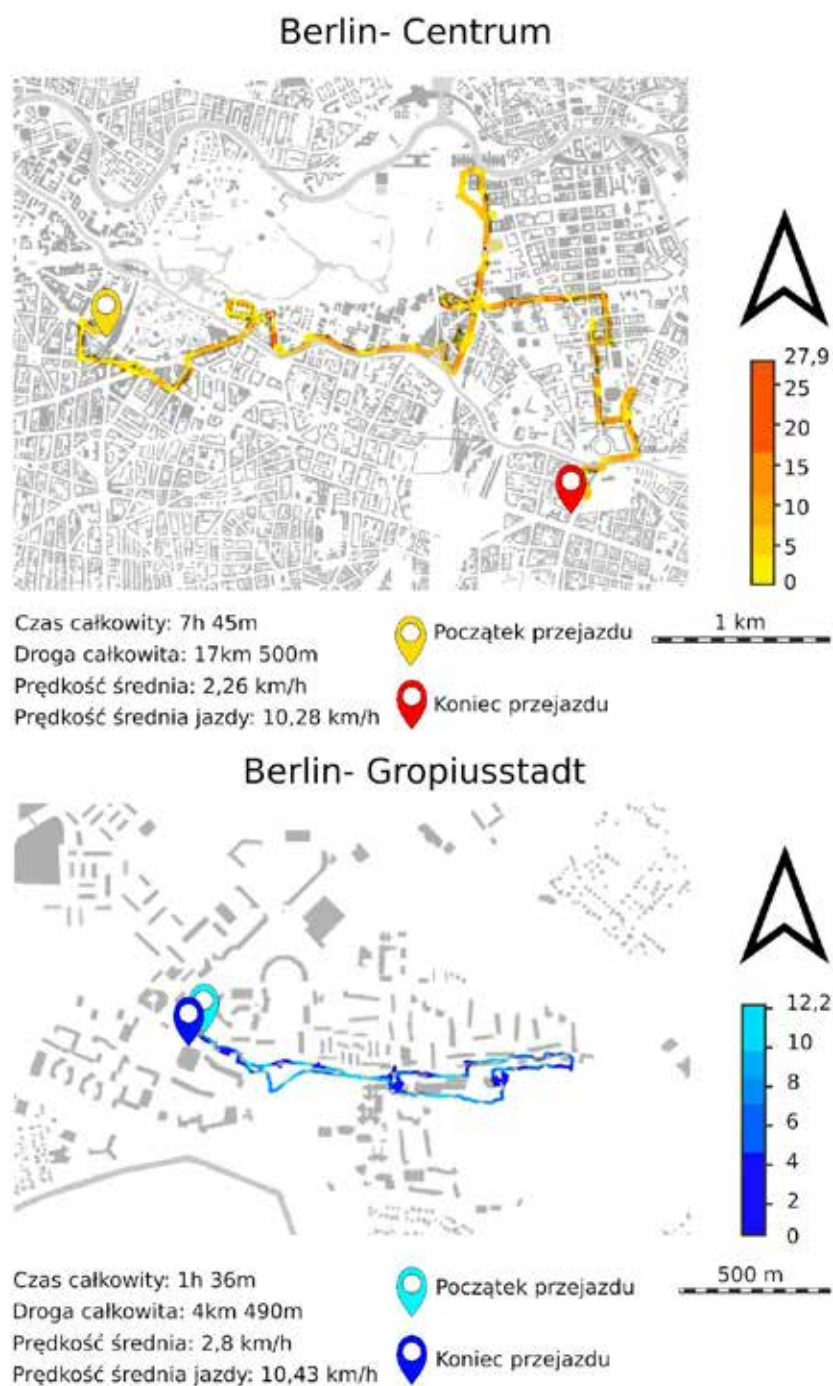 Berlin- Centrum
27,9
25
20
15
10
5
0
1 km
Czas całkowity: 7h 45m
Droga całkowita: 17km 500m
Prędkość średnia: 2,26 km/h
Prędkość średnia jazdy: 10,28 km/h
Początek przejazdu
Koniec przejazdu
Berlin- Gropiusstadt
12,2
10
8
6
4
2
0
500 m
Czas całkowity: 1h 36m
Droga całkowita: 4km 490m
Prędkość średnia: 2,8 km/h
Prędkość średnia jazdy: 10,43 km/h
Początek przejazdu
Koniec przejazdu